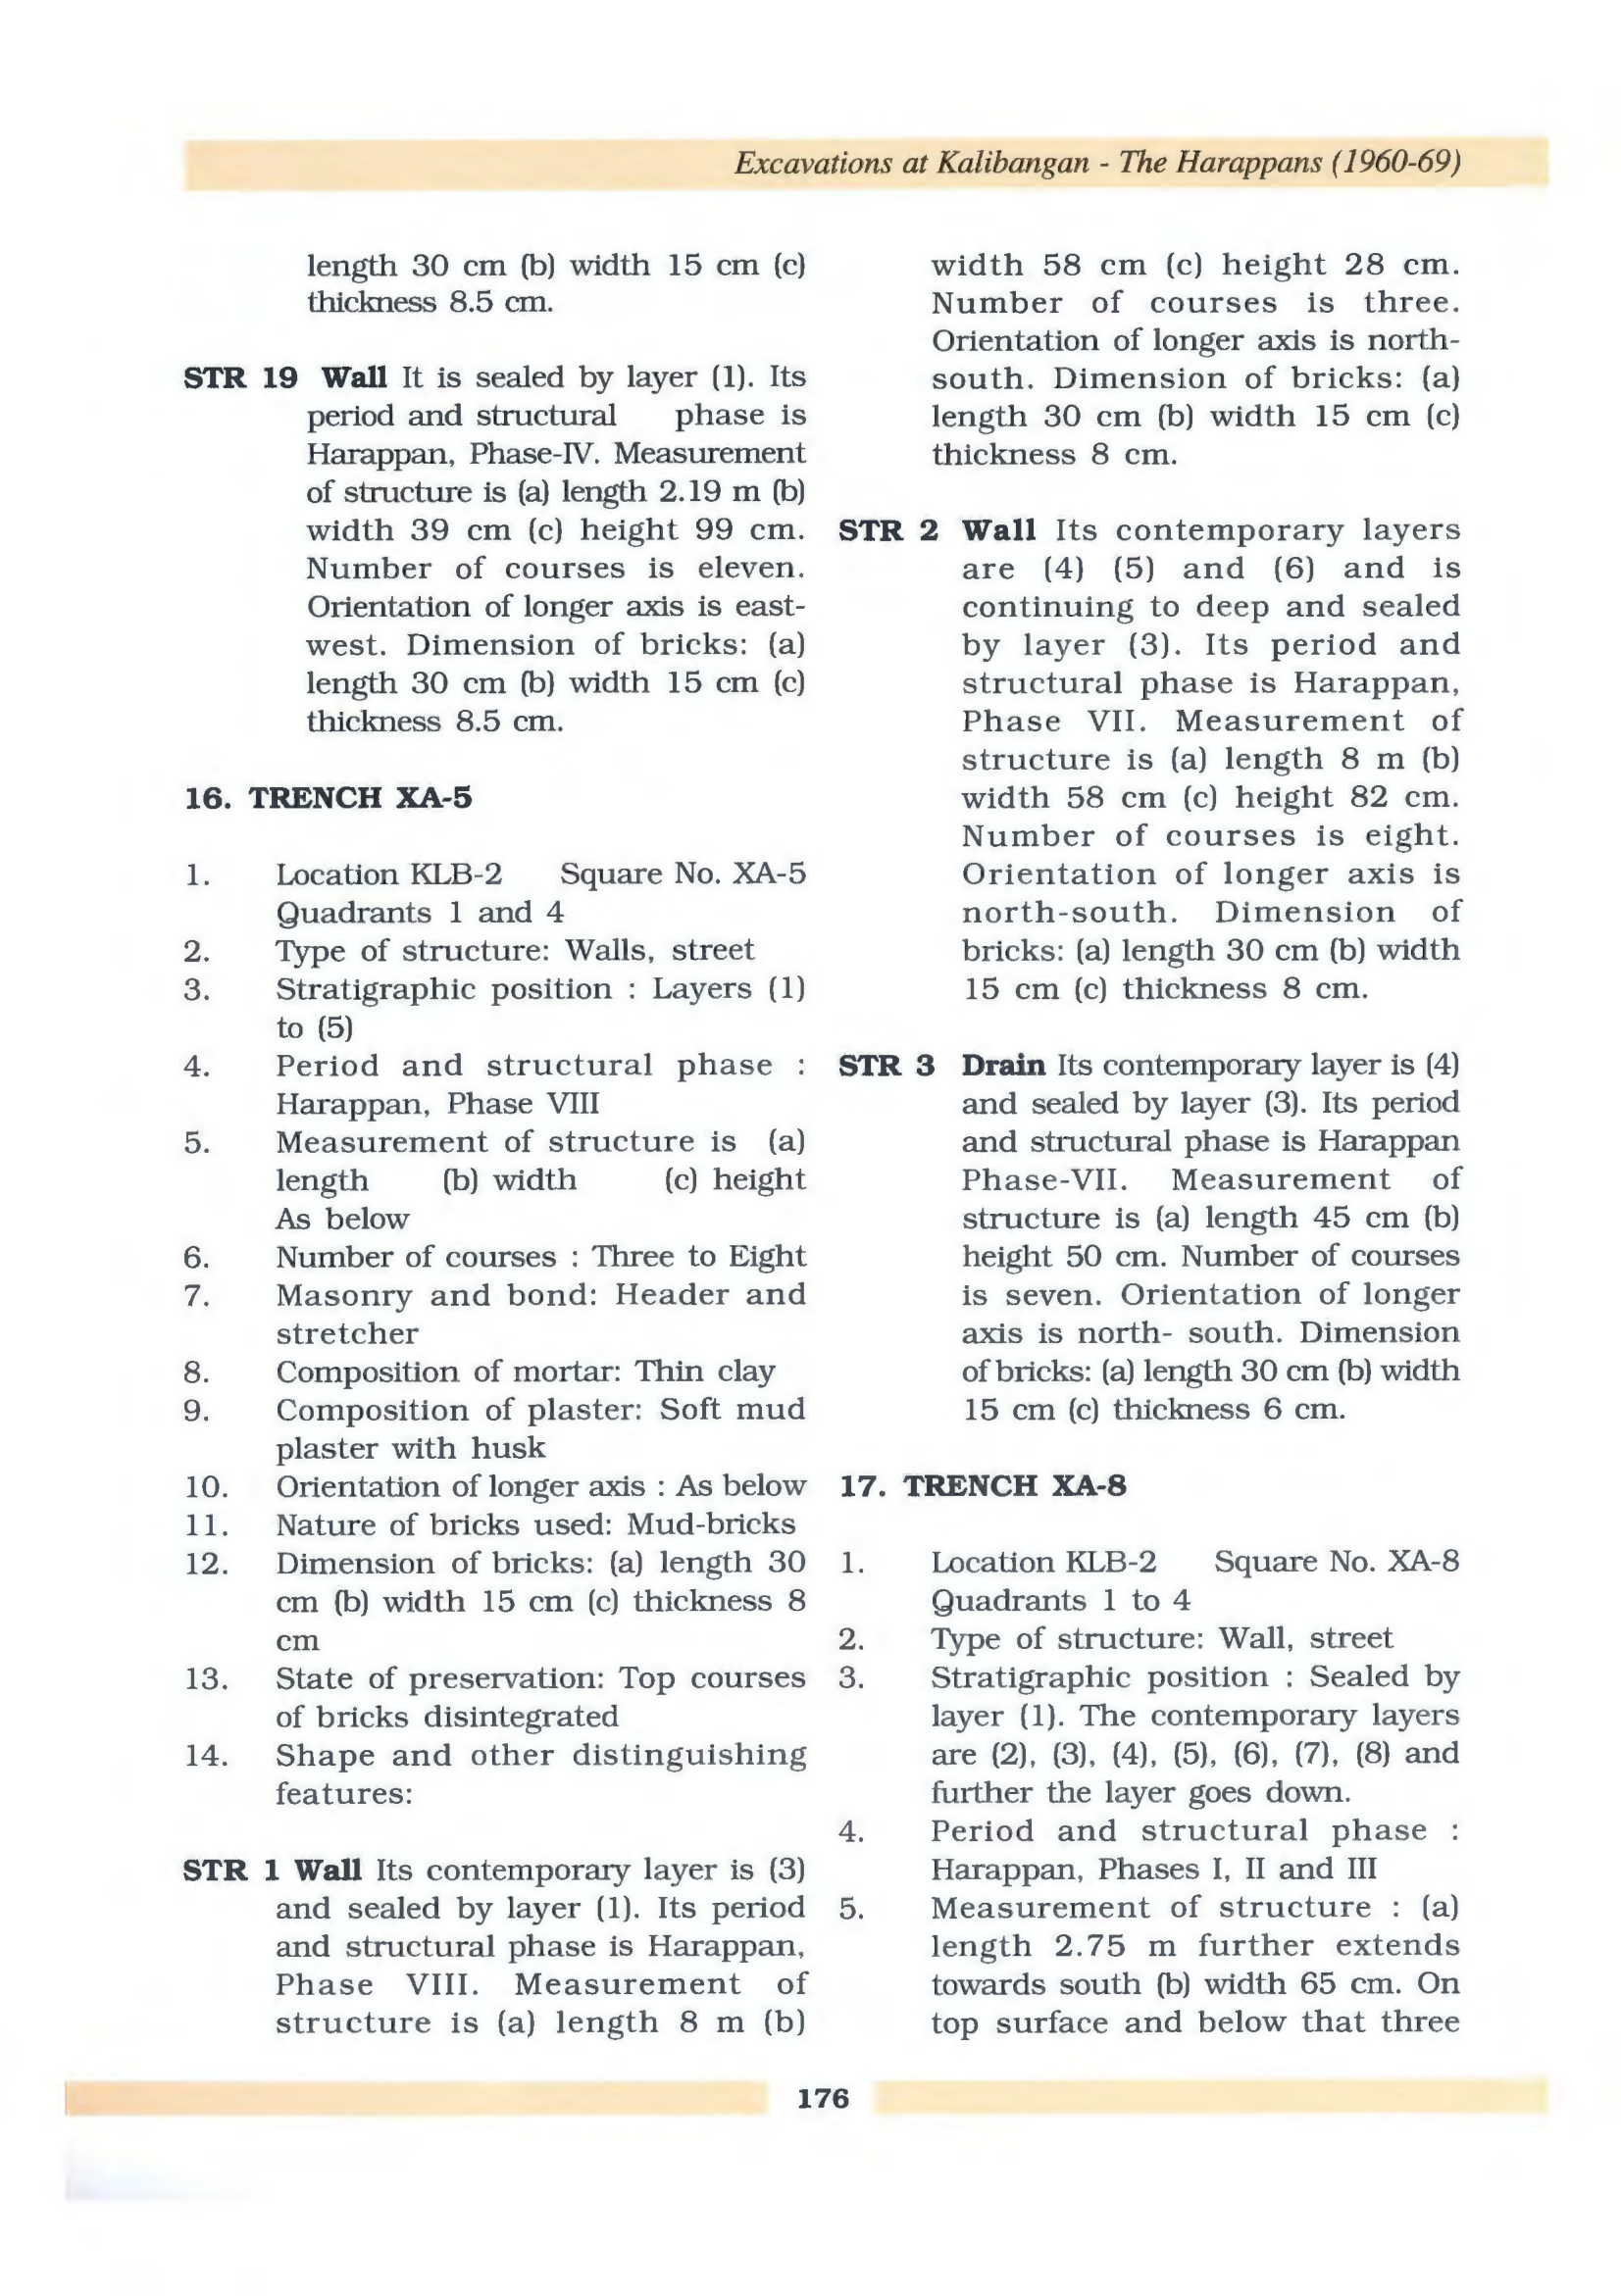 Excavations at Kalibangan - The Harappans (1960-69)
length 30 cm (b) width 15 cm (c)
thickness 8.5 cm.
STR 19 Wall It is sealed by layer (1). Its
period and structural phase is
Harappan, Phase-IV. Measurement
of structure is (a) length 2.19 m (b)
width 39 cm (c) height 99 cm.
Number of courses is eleven.
Orientation of longer axis is east-
west. Dimension of bricks: (a)
length 30 cm (b) width 15 cm (c)
thickness 8.5 cm.
16. TRENCH XA-5
1. Location KLB-2 Square No. XA-5
Quadrants 1 and 4
2. Type of structure: Walls, street
3. Stratigraphic position : Layers (1)
to (5)
4. Period and structural phase :
Harappan, Phase VIII
5. Measurement of structure is (a)
length (b) width (c) height
As below
6. Number of courses : Three to Eight
7. Masonry and bond: Header and
stretcher
8. Composition of mortar: Thin clay
9. Composition of plaster: Soft mud
plaster with husk
10. Orientation of longer axis : As below
11. Nature of bricks used: Mud-bricks
12. Dimension of bricks: (a) length 30
cm (b) width 15 cm (c) thickness 8
cm
13. State of preservation: Top courses
of bricks disintegrated
14. Shape and other distinguishing
features:
STR 1 Wall Its contemporary layer is (3)
and sealed by layer (1). Its period
and structural phase is Harappan,
Phase VIII. Measurement of
structure is (a) length 8 m (b)
width 58 cm (c) height 28 cm.
Number of courses is three.
Orientation of longer axis is north-
south. Dimension of bricks: (a)
length 30 cm (b) width 15 cm (c)
thickness 8 cm.
STR 2 Wall Its contemporary layers
are (4) (5) and (6) and is
continuing to deep and sealed
by layer (3). Its period and
structural phase is Harappan,
Phase VII. Measurement of
structure is (a) length 8 m (b)
width 58 cm (c) height 82 cm.
Number of courses is eight.
Orientation of longer axis is
north-south. Dimension of
bricks: (a) length 30 cm (b) width
15 cm (c) thickness 8 cm.
STR 3 Drain Its contemporary layer is (4)
and sealed by layer (3). Its period
and structural phase is Harappan
Phase-VII. Measurement of
structure is (a) length 45 cm (b)
height 50 cm. Number of courses
is seven. Orientation of longer
axis is north- south. Dimension
of bricks: (a) length 30 cm (b) width
15 cm (c) thickness 6 cm.
17. TRENCH XA-8
1. Location KLB-2 Square No. XA-8
Quadrants 1 to 4
2. Type of structure: Wall, street
3. Stratigraphic position : Sealed by
layer (1). The contemporary layers
are (2), (3), (4), (5), (6), (7), (8) and
further the layer goes down.
4. Period and structural phase :
Harappan, Phases I, II and III
5. Measurement of structure : (a)
length 2.75 m further extends
towards south (b) width 65 cm. On
top surface and below that three
176